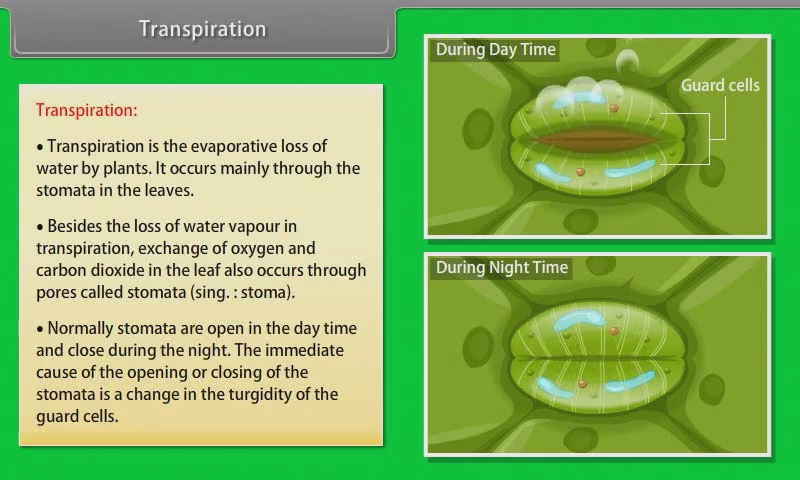 Transpiration
Transpiration:
• Transpiration is the evaporative loss of
water by plants. It occurs mainly through the
stomata in the leaves.
• Besides the loss of water vapour in
transpiration, exchange of oxygen and
carbon dioxide in the leaf also occurs through
pores called stomata (sing. : stoma).
• Normally stomata are open in the day time
and close during the night. The immediate
cause of the opening or closing of the
stomata is a change in the turgidity of the
guard cells.
During Day Time
Guard cells
During Night Time